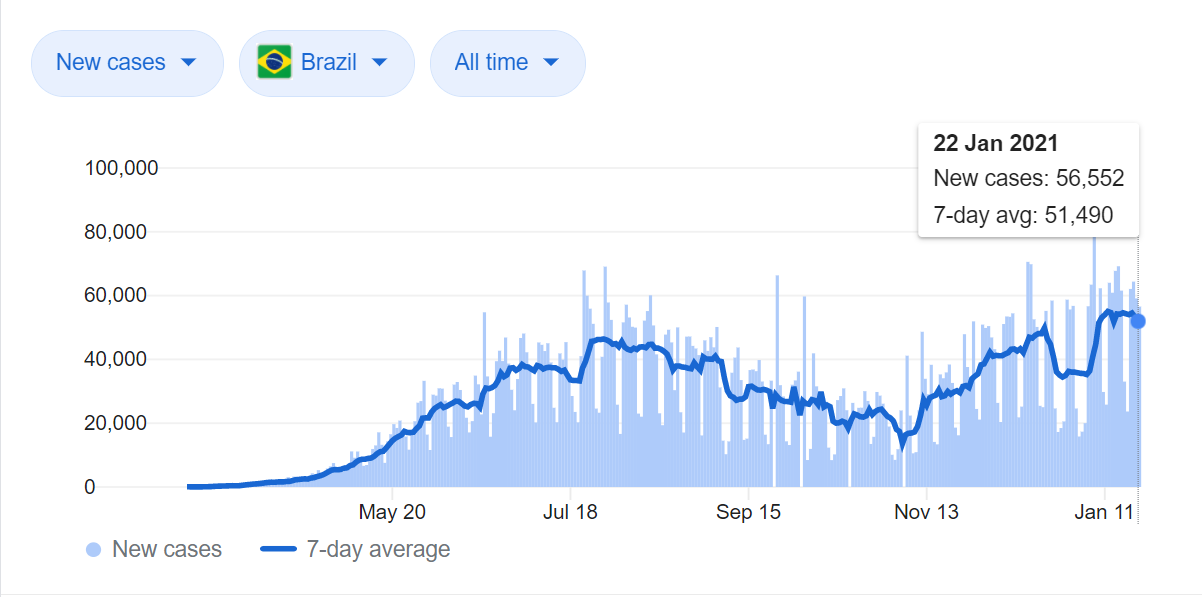 New cases Brazil All time
22 Jan 2021
New cases: 56,552
7-day avg: 51,490
100,000
80,000
60,000
40,000
20,000
0
May 20 Jul 18 Sep 15 Nov 13 Jan 11
New cases 7-day average